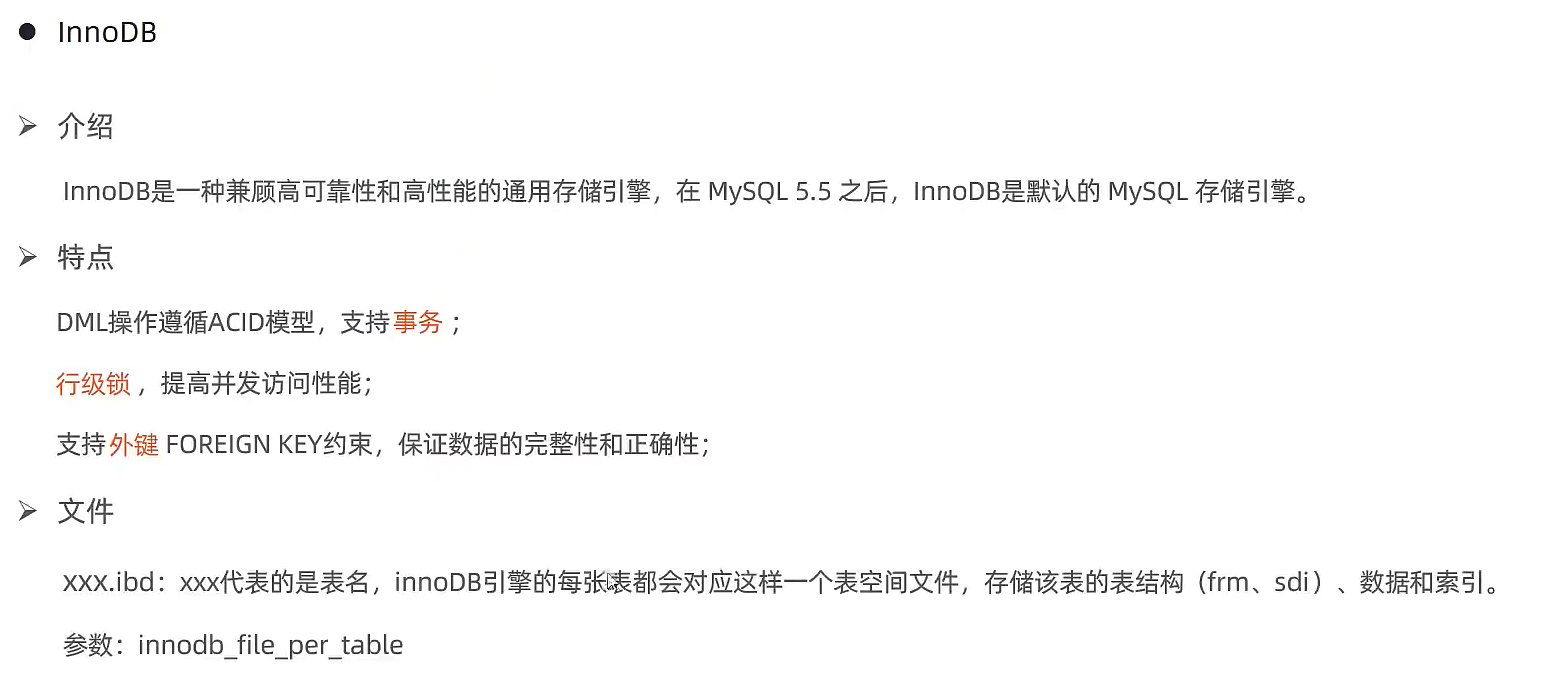 ● InnoDB
➢ 介绍
InnoDB是一种兼顾高可靠性和高性能的通用存储引擎，在 MySQL 5.5 之后，InnoDB是默认的 MySQL 存储引擎。
➢ 特点
DML操作遵循ACID模型，支持事务；
行级锁，提高并发访问性能；
支持外键 FOREIGN KEY约束，保证数据的完整性和正确性；
➢ 文件
xxx.ibd：xxx代表的是表名，innoDB引擎的每张表都会对应这样一个表空间文件，存储该表的表结构（frm、sdi）、数据和索引。
参数：innodb_file_per_table